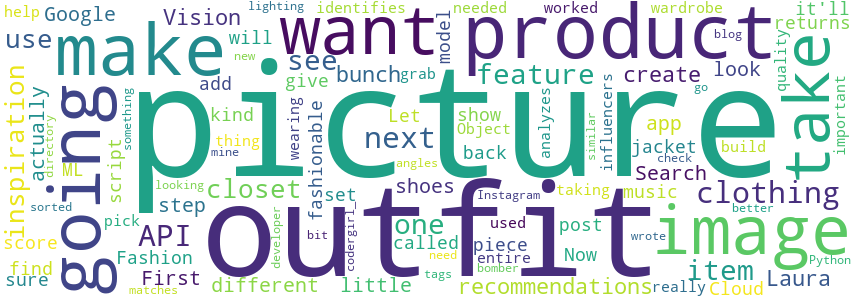 help Google lighting identifies needed worked wardrobe it'll
use Vision want product blog returns
make see model quality
will new bunch grab feature create look take
add give
inspiration going actually directory script ML something picture
kind thing mine wearing fashionable Let next app
show Object analyzes similar influencers
jacket build check go important
looking closet back angles Search music
set shoes Instagram taking clothing
step sorted pick API outfit one used post better image
score Fashion different developer bit codergirl_ called piece Now wrote item Laura
find First need entire Python
sure matches little tags bomber recommendations really Cloud